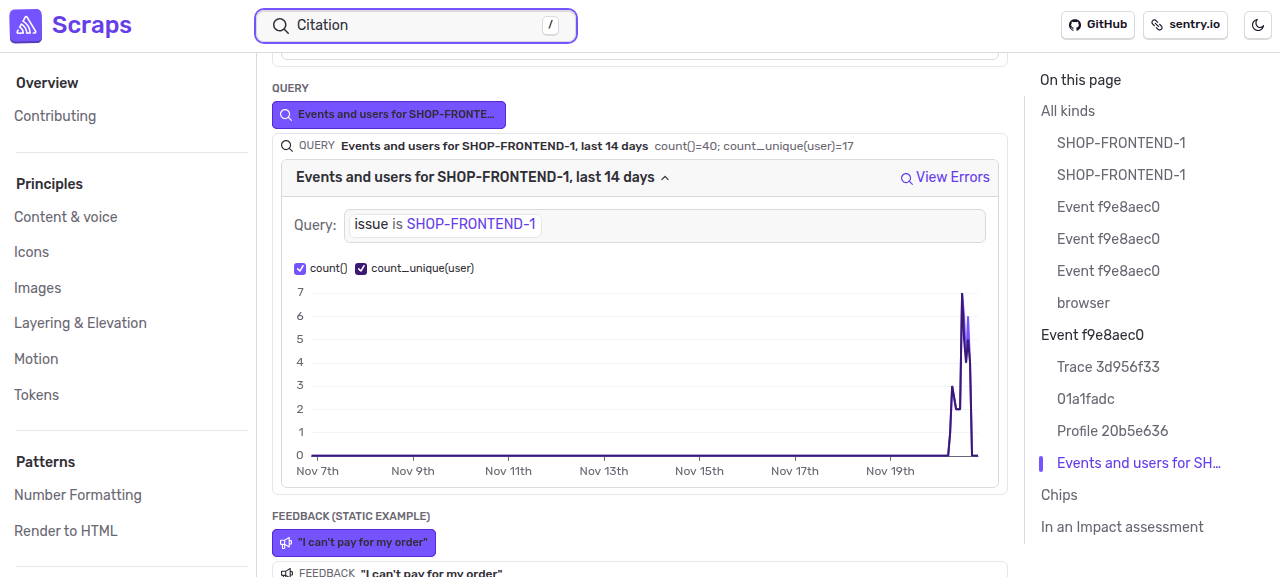 Scraps
Citation
/
GitHub
sentry.io
Overview
Contributing
Principles
Content & voice
Icons
Images
Layering & Elevation
Motion
Tokens
Patterns
Number Formatting
Render to HTML
QUERY
Events and users for SHOP-FRONTE...
QUERY Events and users for SHOP-FRONTEND-1, last 14 days count()=40; count_unique(user)=17
Events and users for SHOP-FRONTEND-1, last 14 days
View Errors
Query: issue is SHOP-FRONTEND-1
count() count_unique(user)
7
6
5
4
3
2
1
0
Nov 7th Nov 9th Nov 11th Nov 13th Nov 15th Nov 17th Nov 19th
FEEDBACK (STATIC EXAMPLE)
"I can't pay for my order"
FEEDBACK "I can't pay for my order"
On this page
All kinds
SHOP-FRONTEND-1
SHOP-FRONTEND-1
Event f9e8aec0
Event f9e8aec0
Event f9e8aec0
browser
Event f9e8aec0
Trace 3d956f33
01a1fadc
Profile 20b5e636
Events and users for SH...
Chips
In an Impact assessment